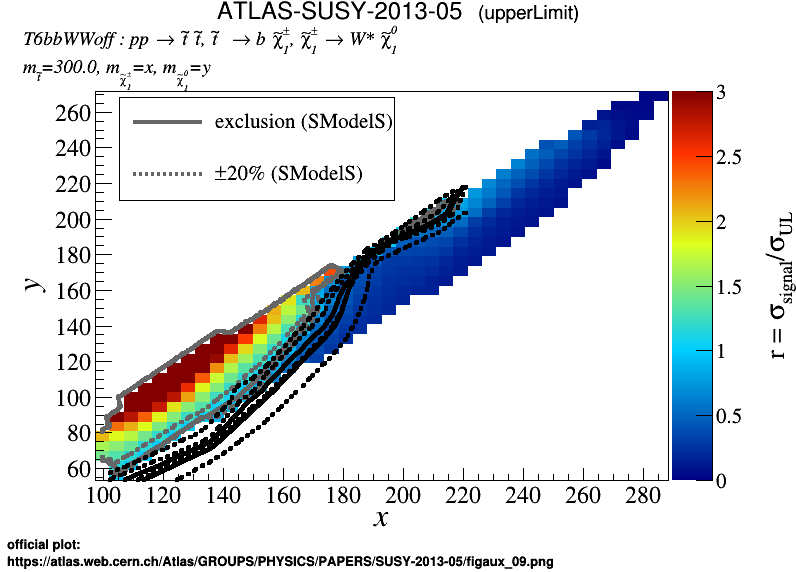 ATLAS-SUSY-2013-05 (upperLimit)
T6bbWWoff : pp → t̃ t̃, t̃ → b χ̃₁±, χ̃₁± → W* χ̃₁⁰
m_t̃=300.0, m_χ̃₁±=x, m_χ̃₁⁰=y
exclusion (SModelS)
±20% (SModelS)
260
240
220
200
180
160
140
120
100
80
60
y
100 120 140 160 180 200 220 240 260 280
x
3
2.5
2
1.5
1
0.5
0
r = σ_signal/σ_UL
official plot:
https://atlas.web.cern.ch/Atlas/GROUPS/PHYSICS/PAPERS/SUSY-2013-05/figaux_09.png